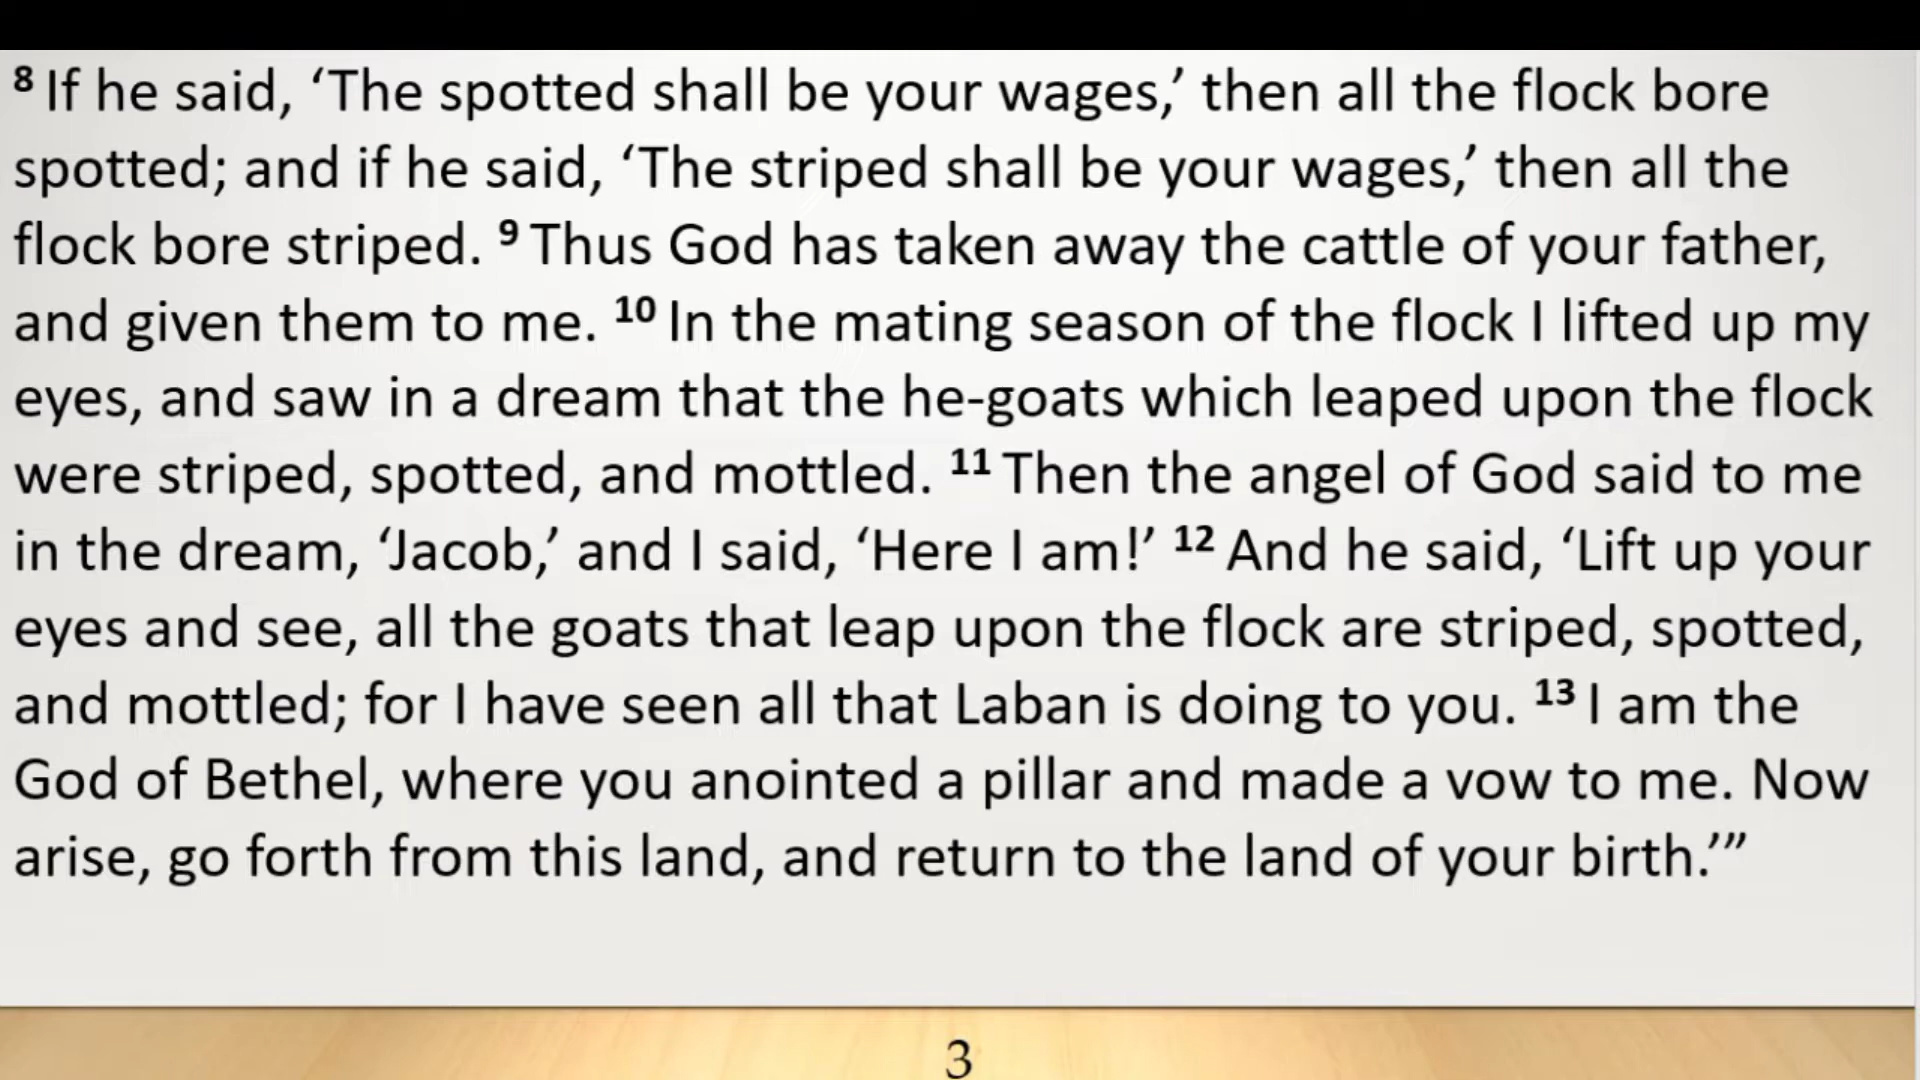 8 If he said, ‘The spotted shall be your wages,’ then all the flock bore
spotted; and if he said, ‘The striped shall be your wages,’ then all the
flock bore striped. 9 Thus God has taken away the cattle of your father,
and given them to me. 10 In the mating season of the flock I lifted up my
eyes, and saw in a dream that the he-goats which leaped upon the flock
were striped, spotted, and mottled. 11 Then the angel of God said to me
in the dream, ‘Jacob,’ and I said, ‘Here I am!’ 12 And he said, ‘Lift up your
eyes and see, all the goats that leap upon the flock are striped, spotted,
and mottled; for I have seen all that Laban is doing to you. 13 I am the
God of Bethel, where you anointed a pillar and made a vow to me. Now
arise, go forth from this land, and return to the land of your birth.’”
3